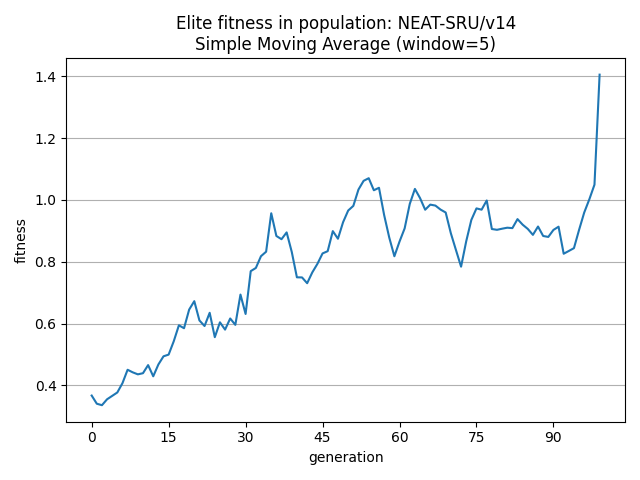 Elite fitness in population: NEAT-SRU/v14
Simple Moving Average (window=5)
fitness
1.4
1.2
1.0
0.8
0.6
0.4
0 15 30 45 60 75 90
generation